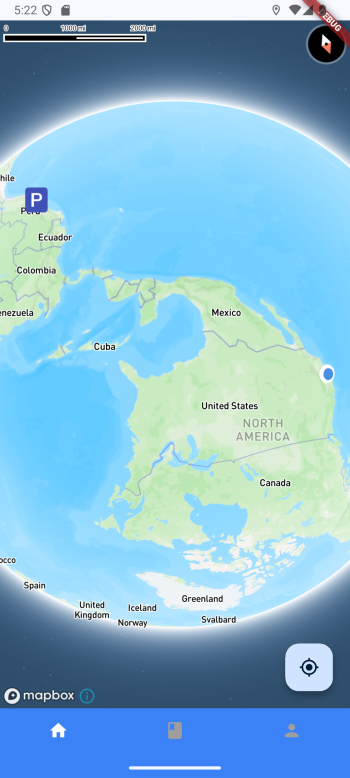 5:22
DEBUG
0 1000 mi 2000 mi
hile
P
Peru
Ecuador
Colombia
enezuela
Mexico
Cuba
United States
NORTH
AMERICA
Canada
occo
Spain
Greenland
United
Kingdom
Iceland
Norway
Svalbard
mapbox